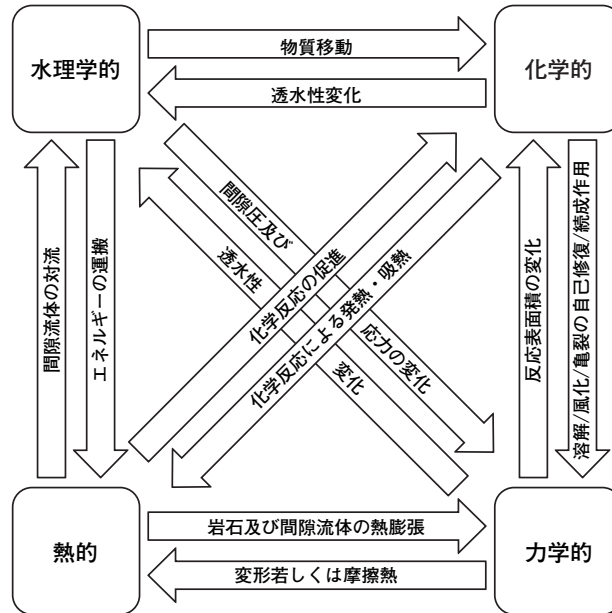 水理学的
物質移動
化学的
透水性変化
間隙圧及び
応力の変化
透水性
変化
化学反応の促進
化学反応による発熱・吸熱
間隙流体の対流
エネルギーの運搬
反応表面積の変化
溶解/風化/亀裂の自己修復/続成作用
熱的
岩石及び間隙流体の熱膨張
力学的
変形若しくは摩擦熱